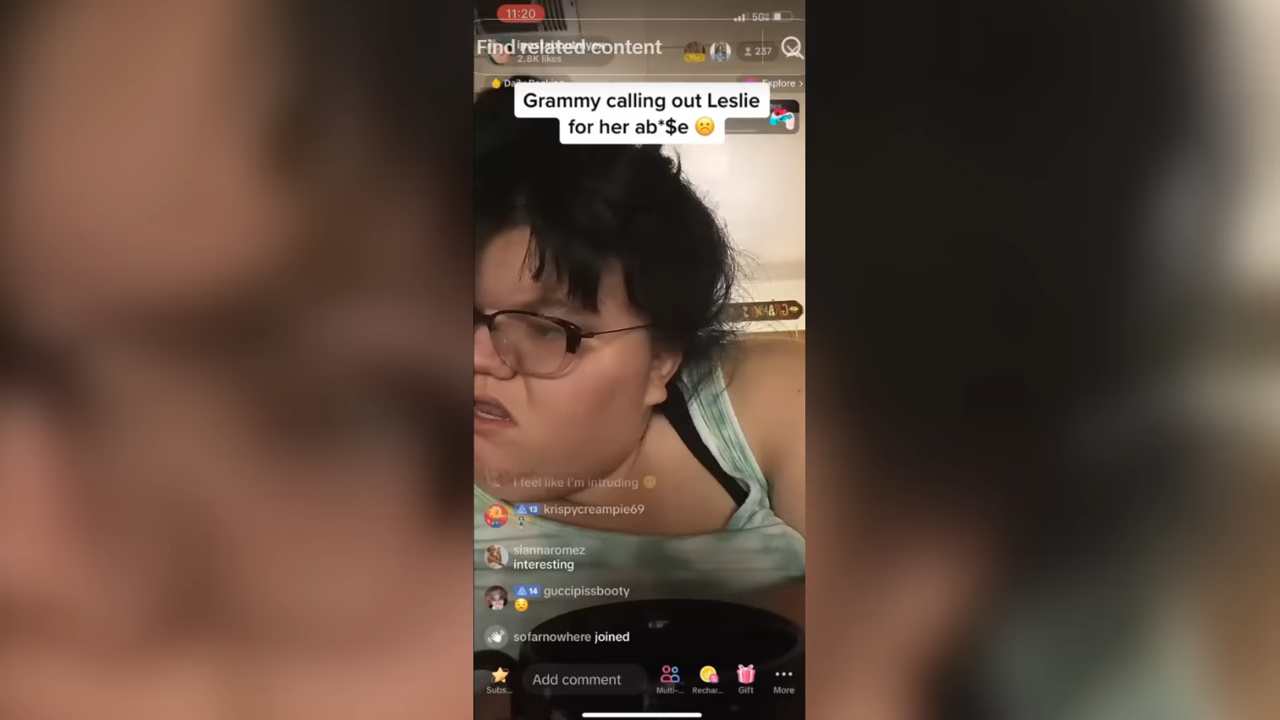 11:20
5G
Find related content
2.8K likes
237
Explore >
Grammy calling out Leslie
for her ab*$e ☹️
I feel like I'm intruding
13 krispycreampie69
siannaromez
interesting
14 guccipissbooty
😟
sofarnowhere joined
Add comment
Subs...
Multi-...
Rechar...
Gift
More